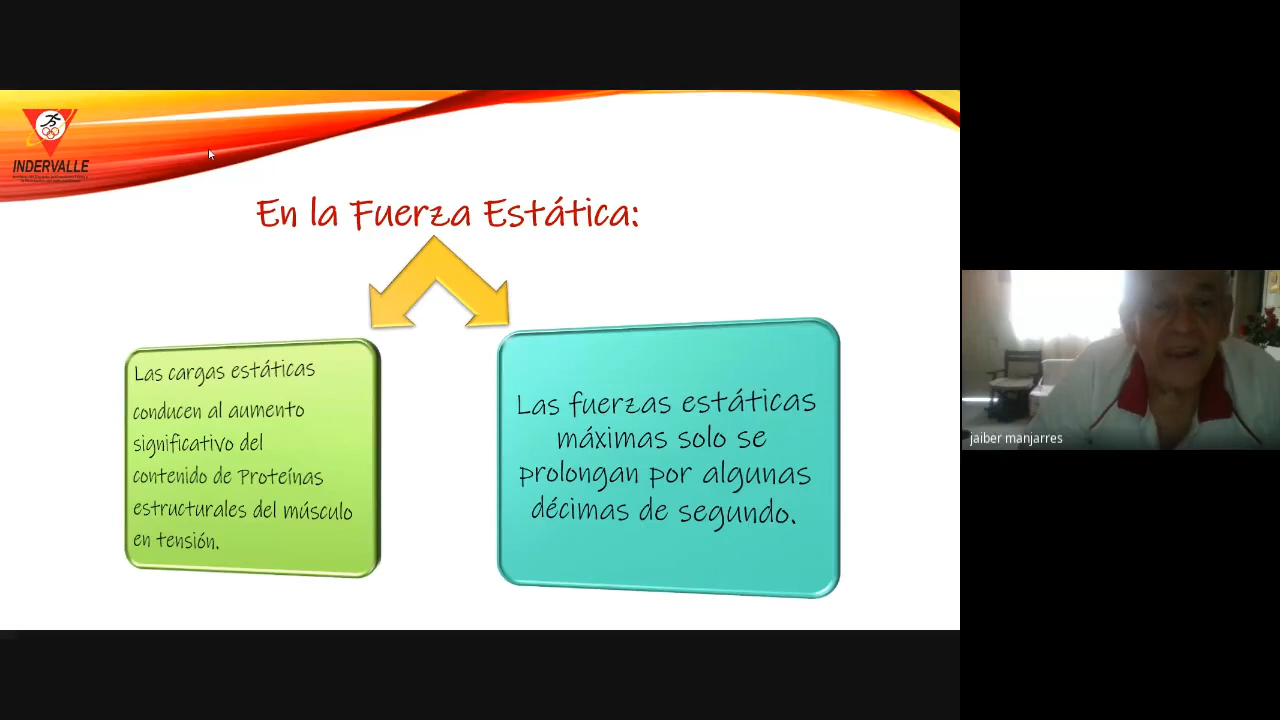 INDERVALLE
En la Fuerza Estática:
Las cargas estáticas
conducen al aumento
significativo del
contenido de Proteínas
estructurales del músculo
en tensión.
Las fuerzas estáticas
máximas solo se
prolongan por algunas
décimas de segundo.
jaiber manjarres